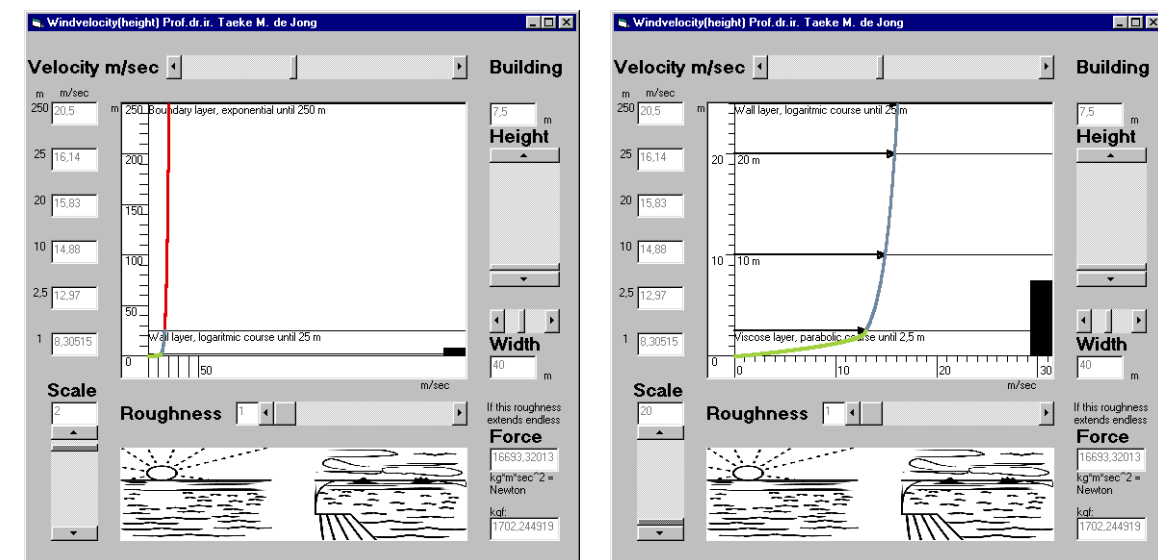 Windvelocity(height) Prof.dr.ir. Taeke M. de Jong
Velocity m/sec
Building
m m/sec
250 20,5
25 16,14
20 15,83
10 14,88
2,5 12,97
1 8,30515
m
250 Boundary layer, exponential until 250 m
200
150
100
50
Wall layer, logaritmic course until 25 m
0
50
m/sec
7,5 m
Height
Width
40 m
Scale
2
Roughness 1
If this roughness
extends endless
Force
16693,32013
kg*m*sec^2 =
Newton
kgf:
1702,244919
Windvelocity(height) Prof.dr.ir. Taeke M. de Jong
Velocity m/sec
Building
m m/sec
250 20,5
25 16,14
20 15,83
10 14,88
2,5 12,97
1 8,30515
m
Wall layer, logaritmic course until 25 m
20 20 m
10 10 m
Viscose layer, parabolic course until 2,5 m
0
0 10 20 30
m/sec
7,5 m
Height
Width
40 m
Scale
20
Roughness 1
If this roughness
extends endless
Force
16693,32013
kg*m*sec^2 =
Newton
kgf:
1702,244919